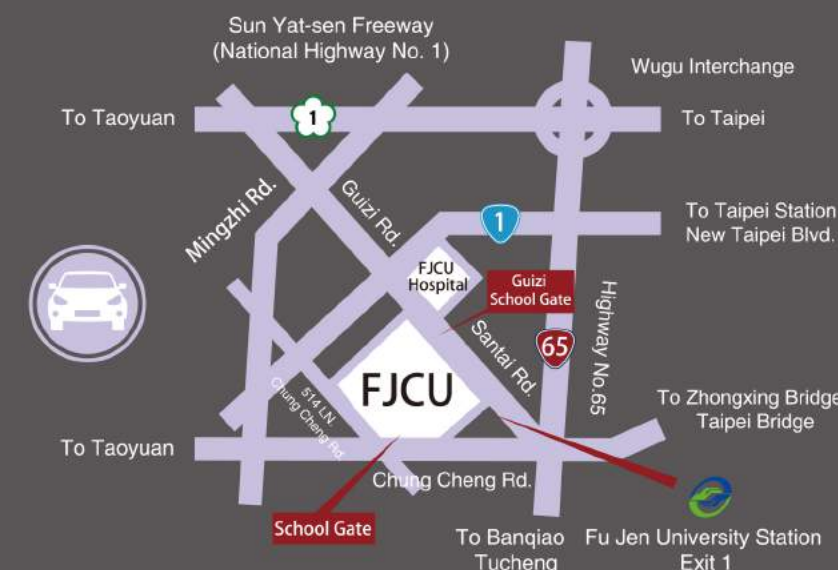 Sun Yat-sen Freeway
(National Highway No. 1)
Wugu Interchange
To Taoyuan
1
To Taipei
Mingzhi Rd.
Guizi Rd.
1
To Taipei Station
New Taipei Blvd.
FJCU
Hospital
Guizi
School Gate
Highway No.65
Santai Rd.
65
FJCU
514 LN.
Chung Cheng Rd.
To Zhongxing Bridge
Taipei Bridge
To Taoyuan
Chung Cheng Rd.
School Gate
To Banqiao
Tucheng
Fu Jen University Station
Exit 1